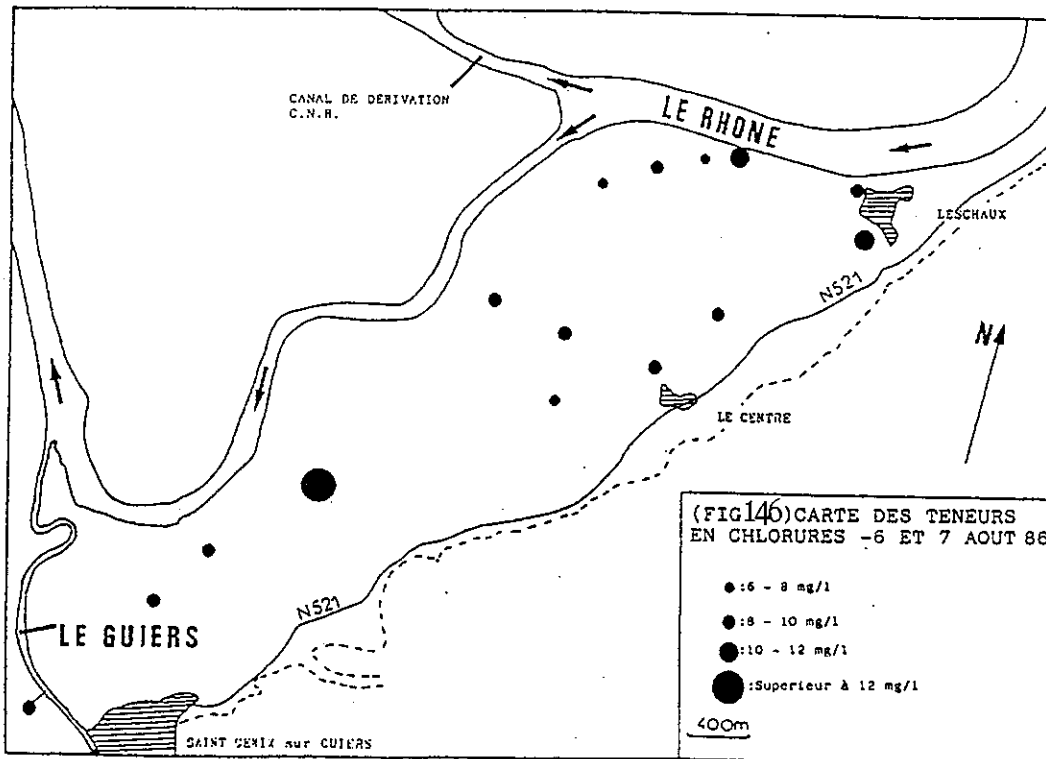 CANAL DE DERIVATION
C.N.R.
LE RHONE
LESCHAUX
N521
N
LE CENTRE
(FIG146)CARTE DES TENEURS
EN CHLORURES -6 ET 7 AOUT 86
:6 - 8 mg/l
:8 - 10 mg/l
:10 - 12 mg/l
:Superieur à 12 mg/l
400m
N521
LE GUIERS
SAINT GENIX sur GUIERS